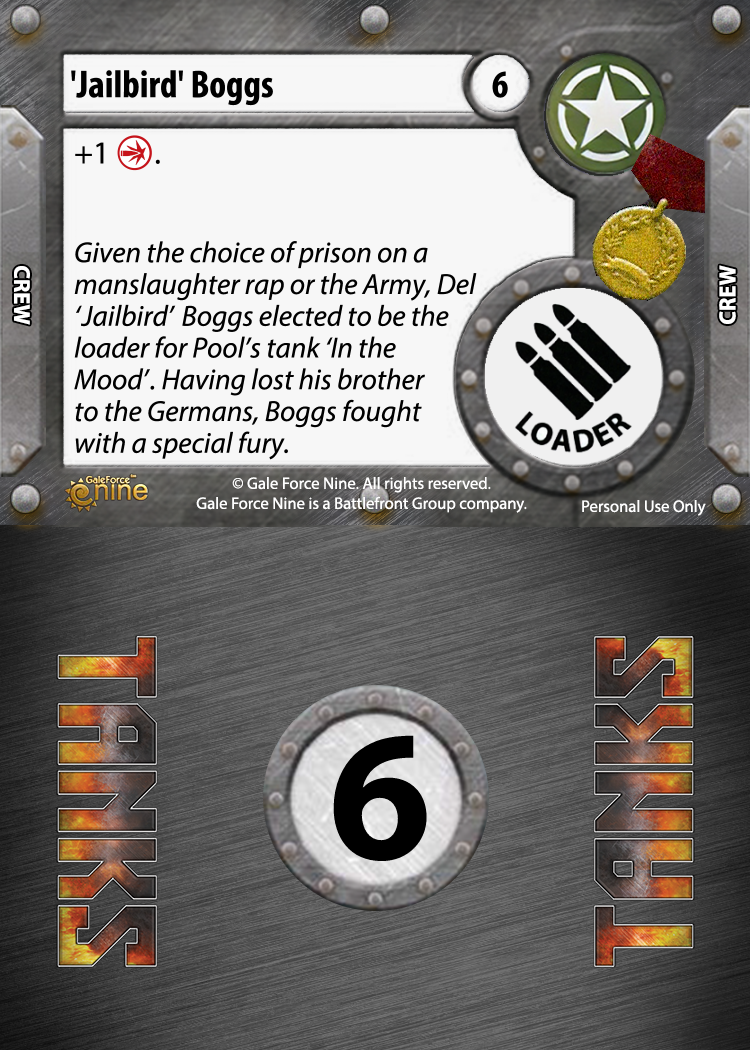 'Jailbird' Boggs
6
+1 .
Given the choice of prison on a
manslaughter rap or the Army, Del
‘Jailbird’ Boggs elected to be the
loader for Pool’s tank ‘In the
Mood’. Having lost his brother
to the Germans, Boggs fought
with a special fury.
CREW
CREW
LOADER
GaleForce™
nine
© Gale Force Nine. All rights reserved.
Gale Force Nine is a Battlefront Group company.
Personal Use Only
TANKS
6
TANKS